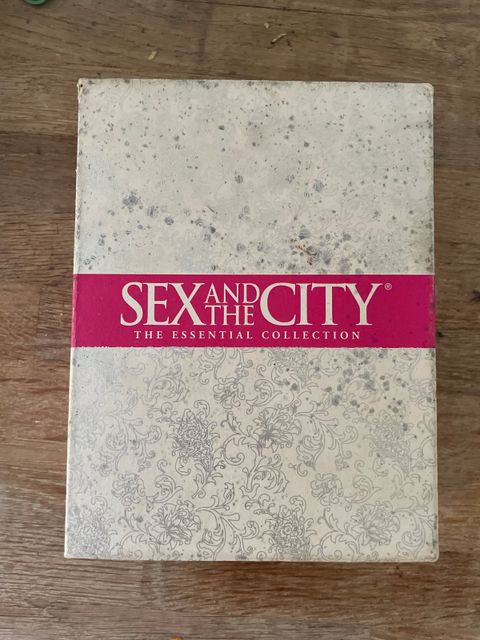 SEX AND THE CITY®
THE ESSENTIAL COLLECTION